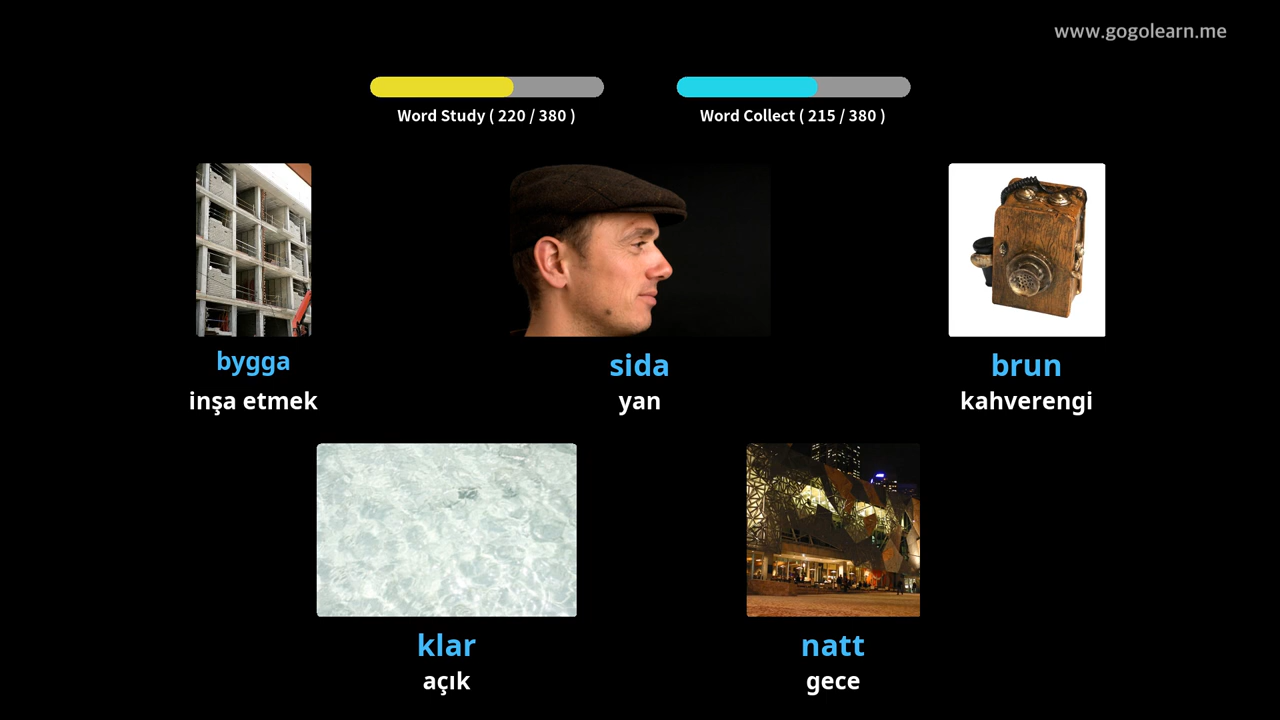 www.gogolearn.me
Word Study ( 220 / 380 )
Word Collect ( 215 / 380 )
bygga
inşa etmek
sida
yan
brun
kahverengi
klar
açık
natt
gece